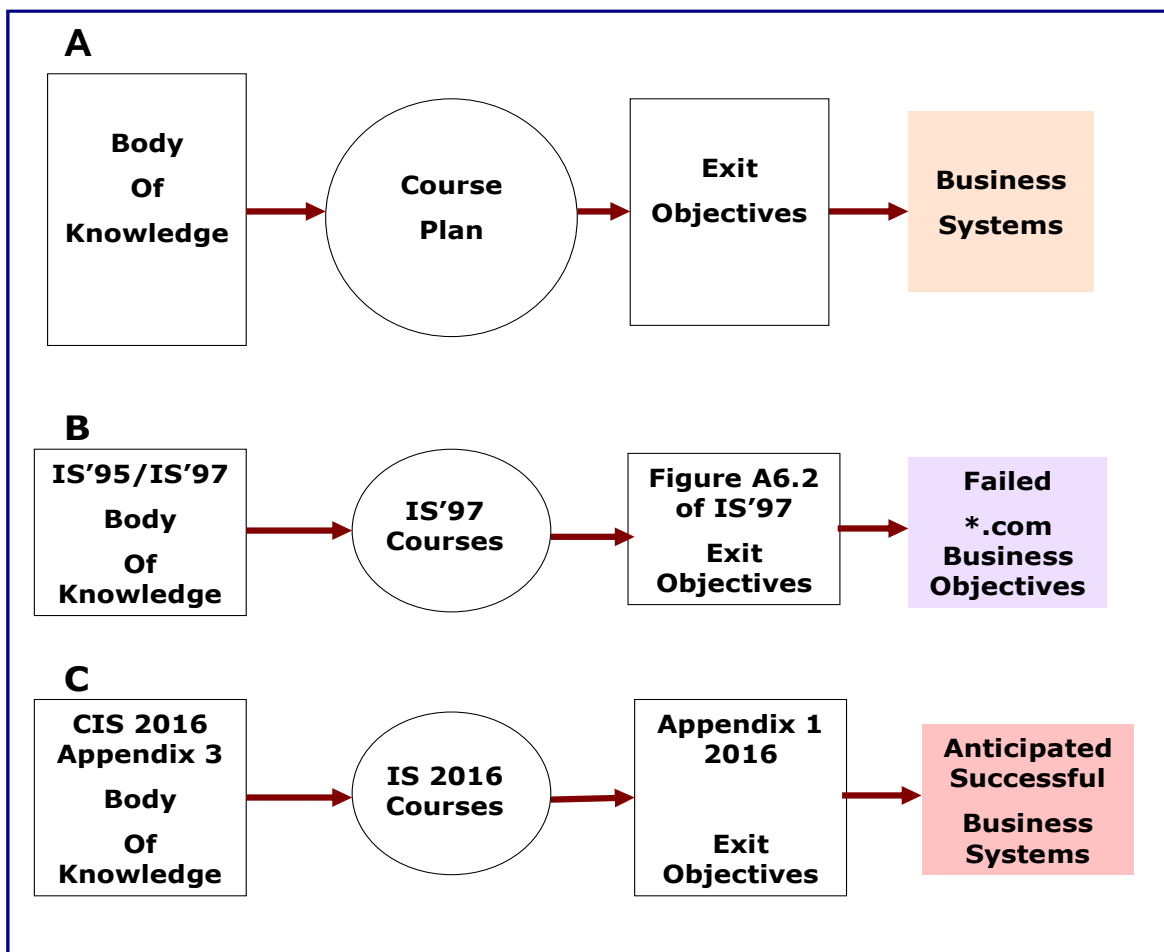 A
Body
Of
Knowledge
Course
Plan
Exit
Objectives
Business
Systems
B
IS’95/IS’97
Body
Of
Knowledge
IS’97
Courses
Figure A6.2
of IS’97
Exit
Objectives
Failed
*.com
Business
Objectives
C
CIS 2016
Appendix 3
Body
Of
Knowledge
IS 2016
Courses
Appendix 1
2016
Exit
Objectives
Anticipated
Successful
Business
Systems